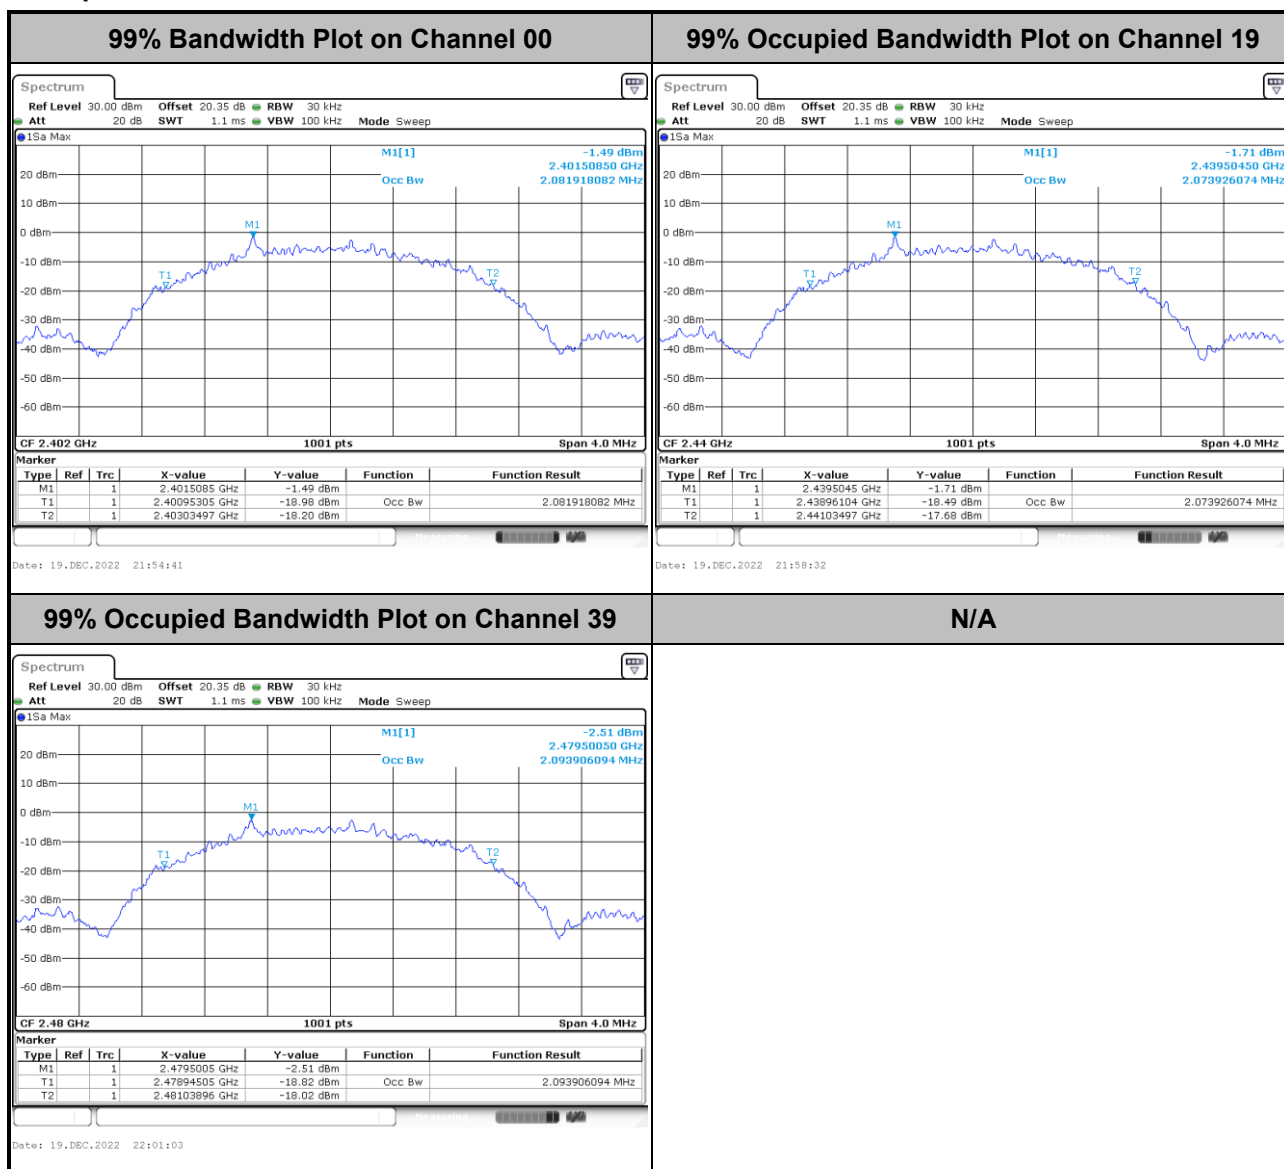 99% Bandwidth Plot on Channel 00
99% Occupied Bandwidth Plot on Channel 19
Spectrum
Ref Level 30.00 dBm Offset 20.35 dB RBW 30 kHz
Att 20 dB SWT 1.1 ms VBW 100 kHz Mode Sweep
1Sa Max
M1[1] -1.49 dBm
2.40150850 GHz
Occ Bw 2.081918082 MHz
20 dBm
10 dBm
0 dBm
-10 dBm
-20 dBm
-30 dBm
-40 dBm
-50 dBm
-60 dBm
M1
T1
T2
CF 2.402 GHz 1001 pts Span 4.0 MHz
Marker
Type Ref Trc X-value Y-value Function Function Result
M1 1 2.4015085 GHz -1.49 dBm
T1 1 2.40095305 GHz -18.98 dBm Occ Bw 2.081918082 MHz
T2 1 2.40303497 GHz -18.20 dBm
Measuring
Date: 19.DEC.2022 21:54:41
Spectrum
Ref Level 30.00 dBm Offset 20.35 dB RBW 30 kHz
Att 20 dB SWT 1.1 ms VBW 100 kHz Mode Sweep
1Sa Max
M1[1] -1.71 dBm
2.43950450 GHz
Occ Bw 2.073926074 MHz
20 dBm
10 dBm
0 dBm
-10 dBm
-20 dBm
-30 dBm
-40 dBm
-50 dBm
-60 dBm
M1
T1
T2
CF 2.44 GHz 1001 pts Span 4.0 MHz
Marker
Type Ref Trc X-value Y-value Function Function Result
M1 1 2.4395045 GHz -1.71 dBm
T1 1 2.43896104 GHz -18.49 dBm Occ Bw 2.073926074 MHz
T2 1 2.44103497 GHz -17.68 dBm
Measuring
Date: 19.DEC.2022 21:58:32
99% Occupied Bandwidth Plot on Channel 39
N/A
Spectrum
Ref Level 30.00 dBm Offset 20.35 dB RBW 30 kHz
Att 20 dB SWT 1.1 ms VBW 100 kHz Mode Sweep
1Sa Max
M1[1] -2.51 dBm
2.47950050 GHz
Occ Bw 2.093906094 MHz
20 dBm
10 dBm
0 dBm
-10 dBm
-20 dBm
-30 dBm
-40 dBm
-50 dBm
-60 dBm
M1
T1
T2
CF 2.48 GHz 1001 pts Span 4.0 MHz
Marker
Type Ref Trc X-value Y-value Function Function Result
M1 1 2.4795005 GHz -2.51 dBm
T1 1 2.47894505 GHz -18.82 dBm Occ Bw 2.093906094 MHz
T2 1 2.48103896 GHz -18.02 dBm
Measuring
Date: 19.DEC.2022 22:01:03